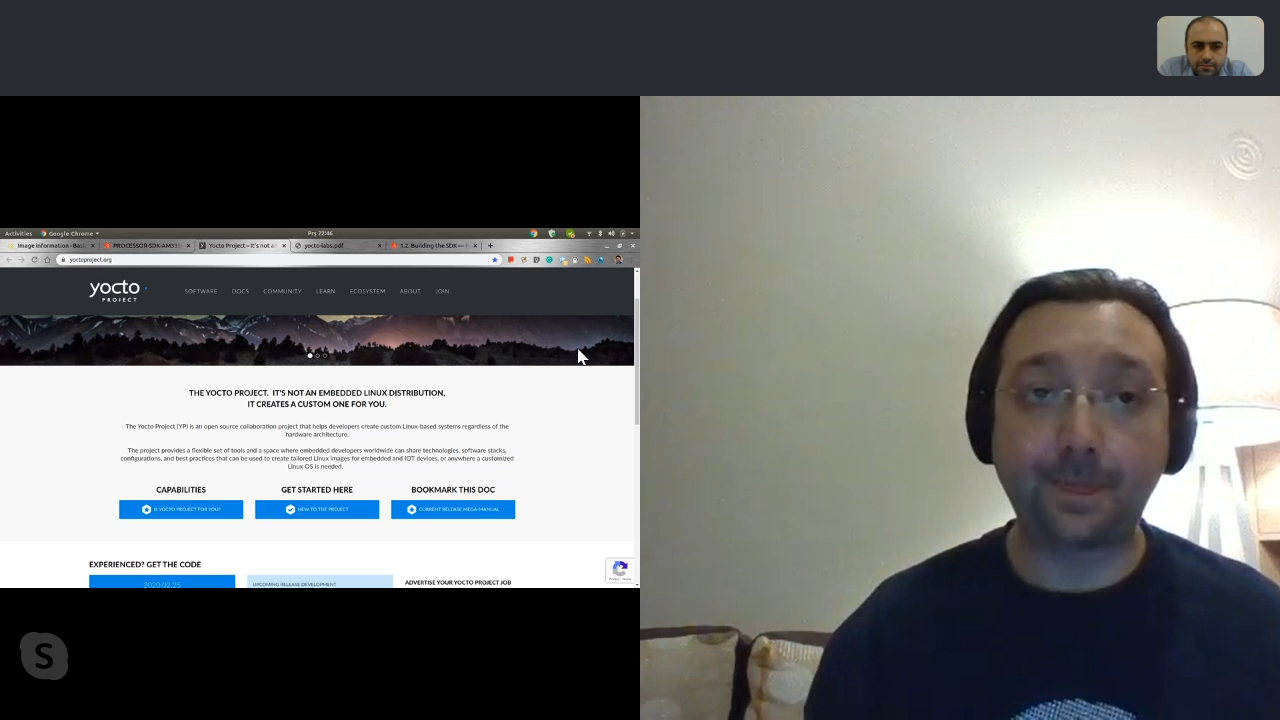 Activities
Google Chrome
Prş 22:46
Image information - Bas
PROCESSOR-SDK-AM335
Yocto Project – It's not a
yocto-labs.pdf
1.2. Building the SDK — P
yoctoproject.org
yocto
PROJECT
SOFTWARE
DOCS
COMMUNITY
LEARN
ECOSYSTEM
ABOUT
JOIN
THE YOCTO PROJECT. IT'S NOT AN EMBEDDED LINUX DISTRIBUTION,
IT CREATES A CUSTOM ONE FOR YOU.
The Yocto Project (YP) is an open source collaboration project that helps developers create custom Linux-based systems regardless of the
hardware architecture.
The project provides a flexible set of tools and a space where embedded developers worldwide can share technologies, software stacks,
configurations, and best practices that can be used to create tailored Linux images for embedded and IOT devices, or anywhere a customized
Linux OS is needed.
CAPABILITIES
GET STARTED HERE
BOOKMARK THIS DOC
IS YOCTO PROJECT FOR YOU?
NEW TO THE PROJECT
CURRENT RELEASE MEGA-MANUAL
EXPERIENCED? GET THE CODE
2020.02.25
UPCOMING RELEASE/DEVELOPMENT
ADVERTISE YOUR YOCTO PROJECT JOB
Privacy - Terms
S